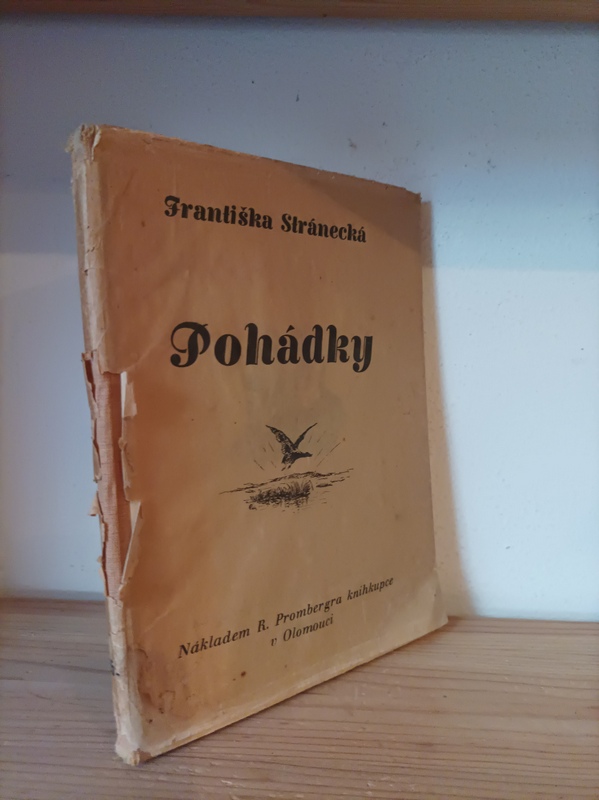 Františka Stránecká
Pohádky
Nákladem R. Prombergra knihkupce
v Olomouci